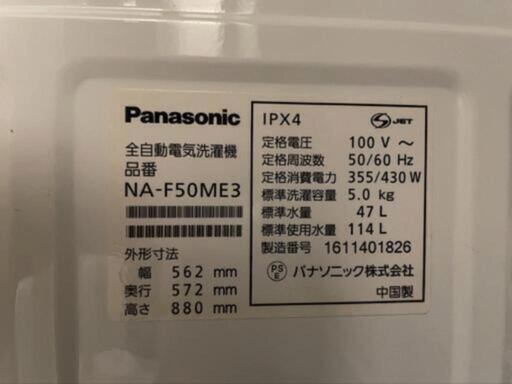 Panasonic
全自動電気洗濯機
品番
NA-F50ME3
外形寸法
幅 562 mm
奥行 572 mm
高さ 880 mm
IPX4
S JET
定格電圧 100 V ～
定格周波数 50/60 Hz
定格消費電力 355/430 W
標準洗濯容量 5.0 kg
標準水量 47 L
標準使用水量 114 L
製造番号 1611401826
PS E パナソニック株式会社
中国製